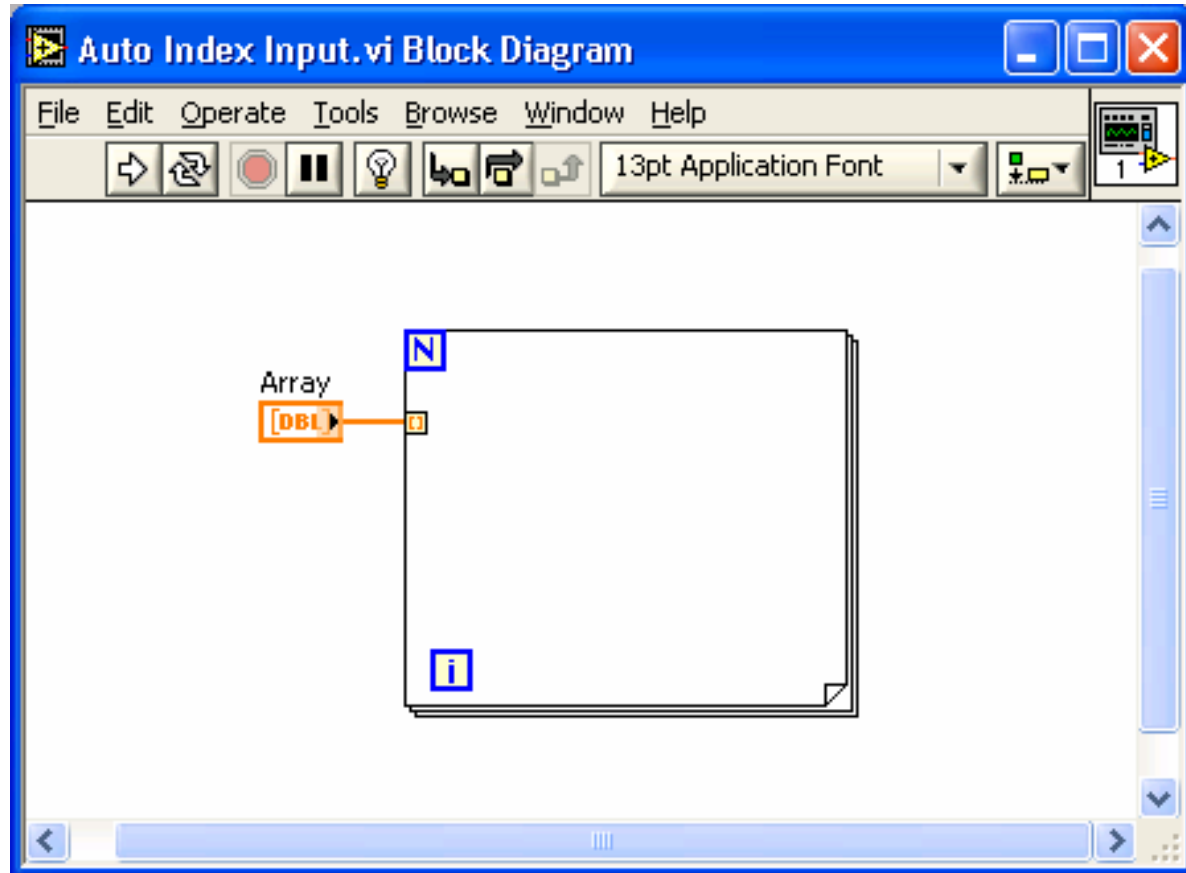 Auto Index Input.vi Block Diagram
File Edit Operate Tools Browse Window Help
13pt Application Font
1
N
Array
[DBL]
i